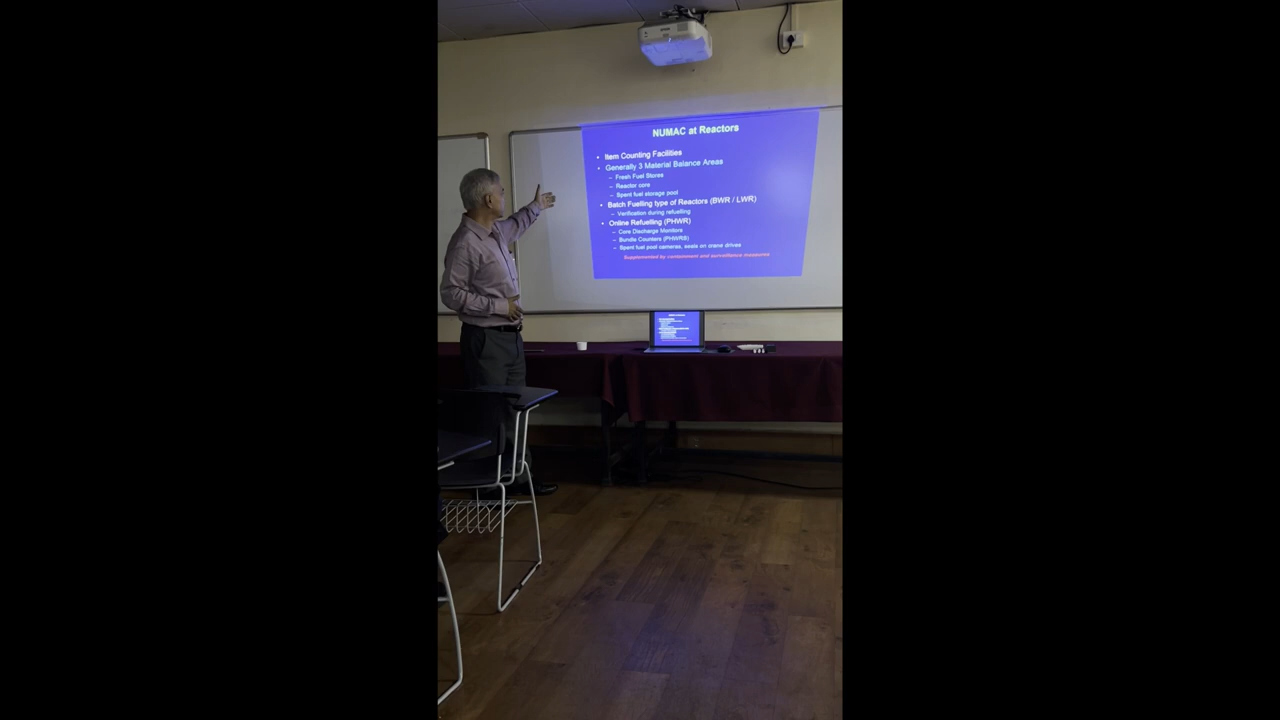 NUMAC at Reactors
• Item Counting Facilities
• Generally 3 Material Balance Areas
– Fresh Fuel Stores
– Reactor core
– Spent fuel storage pool
• Batch Fuelling type of Reactors (BWR / LWR)
– Verification during refuelling
• Online Refuelling (PHWR)
– Core Discharge Monitors
– Bundle Counters (PHWRS)
– Spent fuel pool cameras, seals on crane drives
Supplemented by containment and surveillance measures